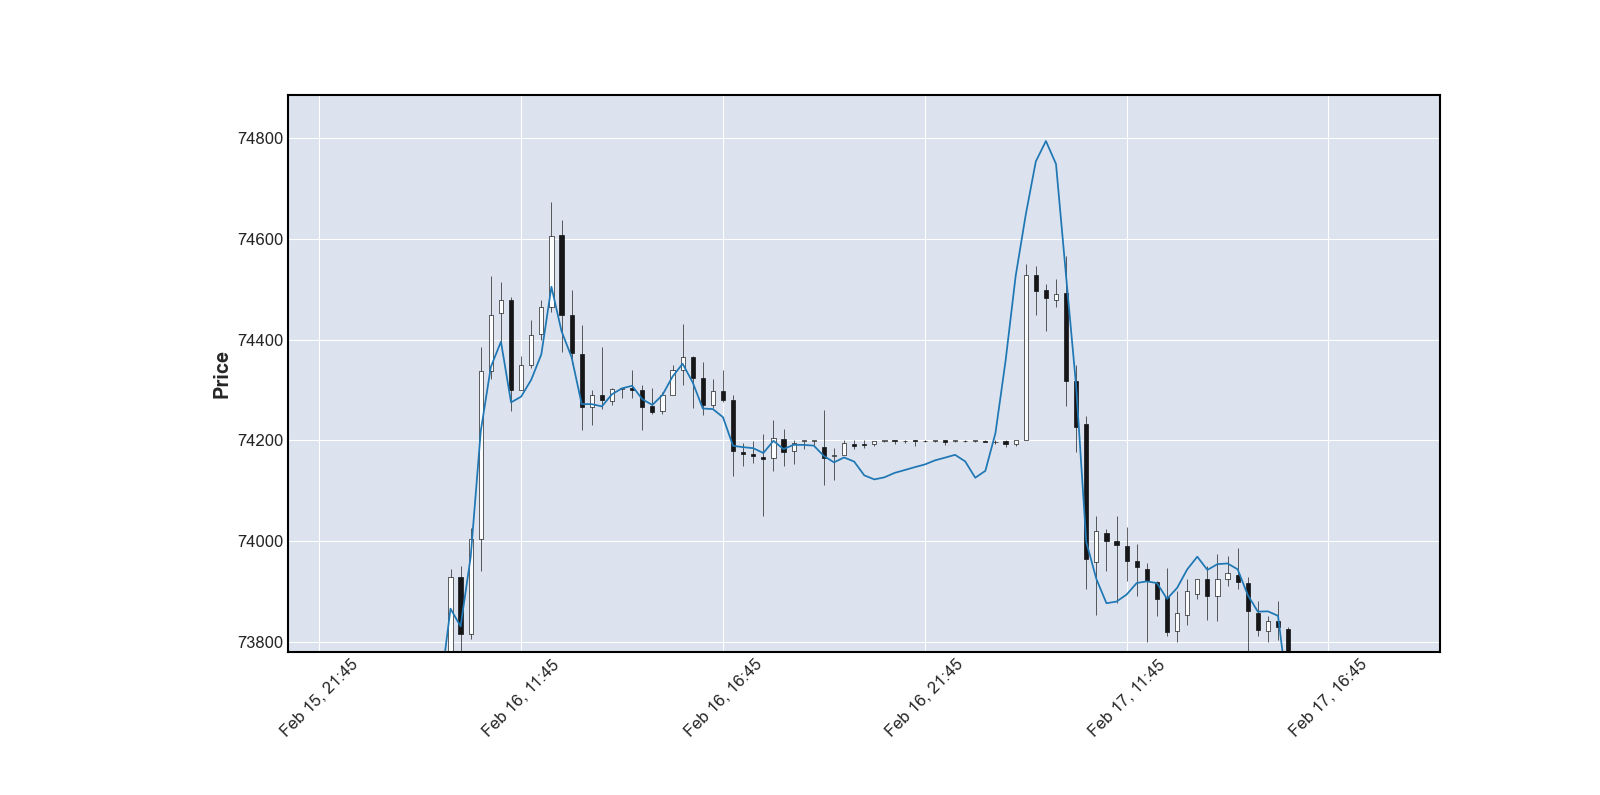 74800
74600
74400
74200
74000
73800
Price
Feb 15, 21:45
Feb 16, 11:45
Feb 16, 16:45
Feb 16, 21:45
Feb 17, 11:45
Feb 17, 16:45